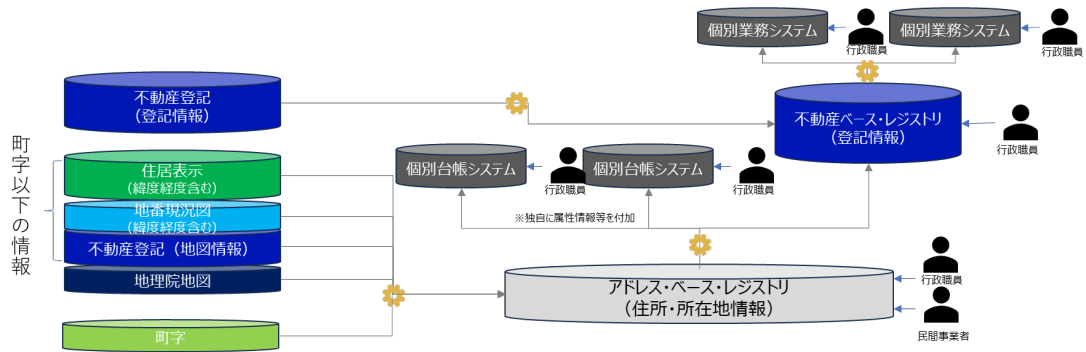 個別業務システム
行政職員
個別業務システム
行政職員
不動産登記
（登記情報）
不動産ベース・レジストリ
（登記情報）
行政職員
町字以下の情報
住居表示
（緯度経度含む）
個別台帳システム
行政職員
個別台帳システム
行政職員
地番現況図
（緯度経度含む）
※独自に属性情報等を付加
不動産登記（地図情報）
地理院地図
アドレス・ベース・レジストリ
（住所・所在地情報）
行政職員
民間事業者
町字